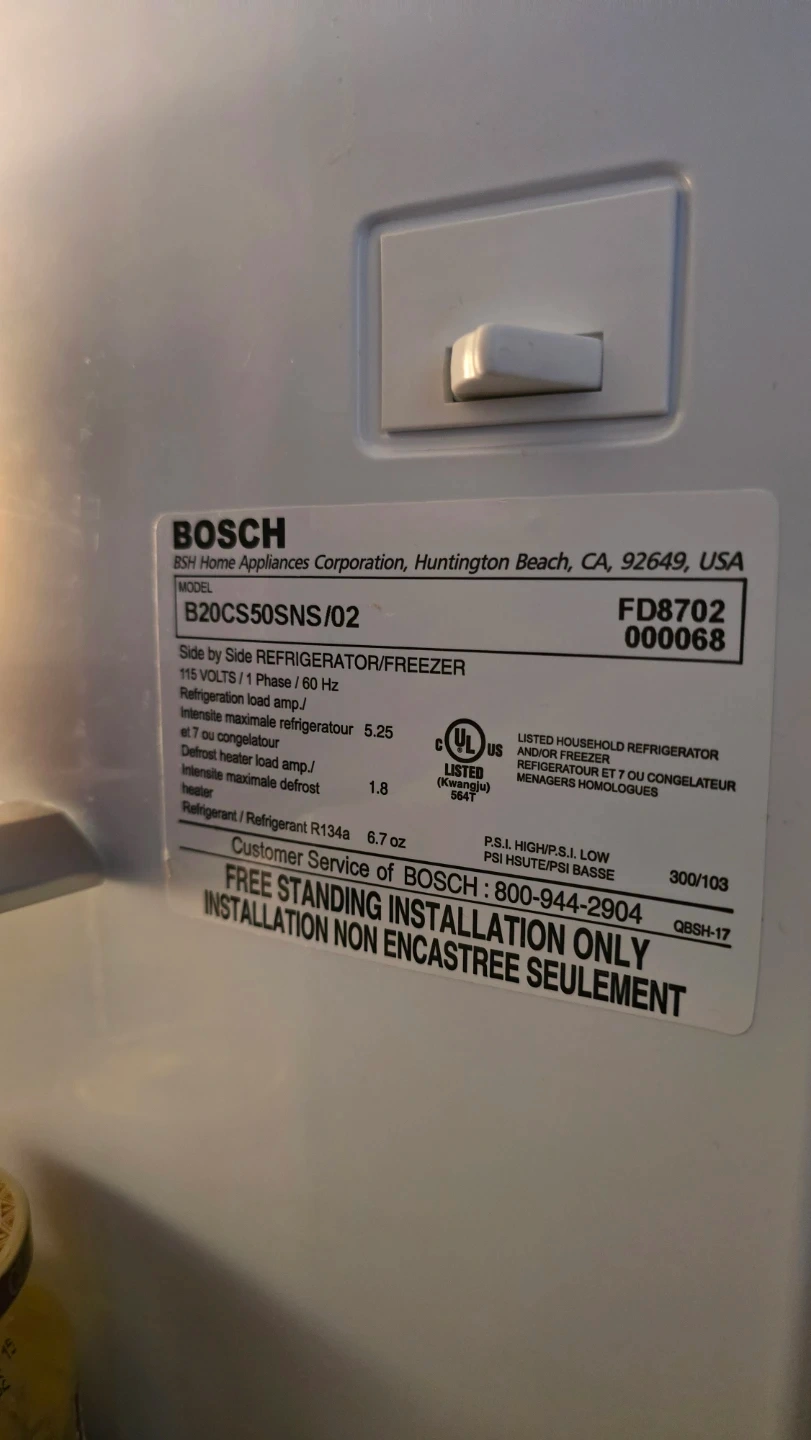 BOSCH
BSH Home Appliances Corporation, Huntington Beach, CA, 92649, USA
MODEL
B20CS50SNS/02
FD8702
000068
Side by Side REFRIGERATOR/FREEZER
115 VOLTS / 1 Phase / 60 Hz
Refrigeration load amp./
Intensite maximale refrigeratour 5.25
et 7 ou congelatour
Defrost heater load amp./
Intensite maximale defrost 1.8
heater
Refrigerant / Refrigerant R134a 6.7 oz
C UL US
LISTED
(Kwangju)
564T
LISTED HOUSEHOLD REFRIGERATOR
AND/OR FREEZER
REFIGERATOUR ET 7 OU CONGELATEUR
MENAGERS HOMOLOGUES
P.S.I. HIGH/P.S.I. LOW
PSI HSUTE/PSI BASSE 300/103
Customer Service of BOSCH : 800-944-2904
QBSH-17
FREE STANDING INSTALLATION ONLY
INSTALLATION NON ENCASTREE SEULEMENT